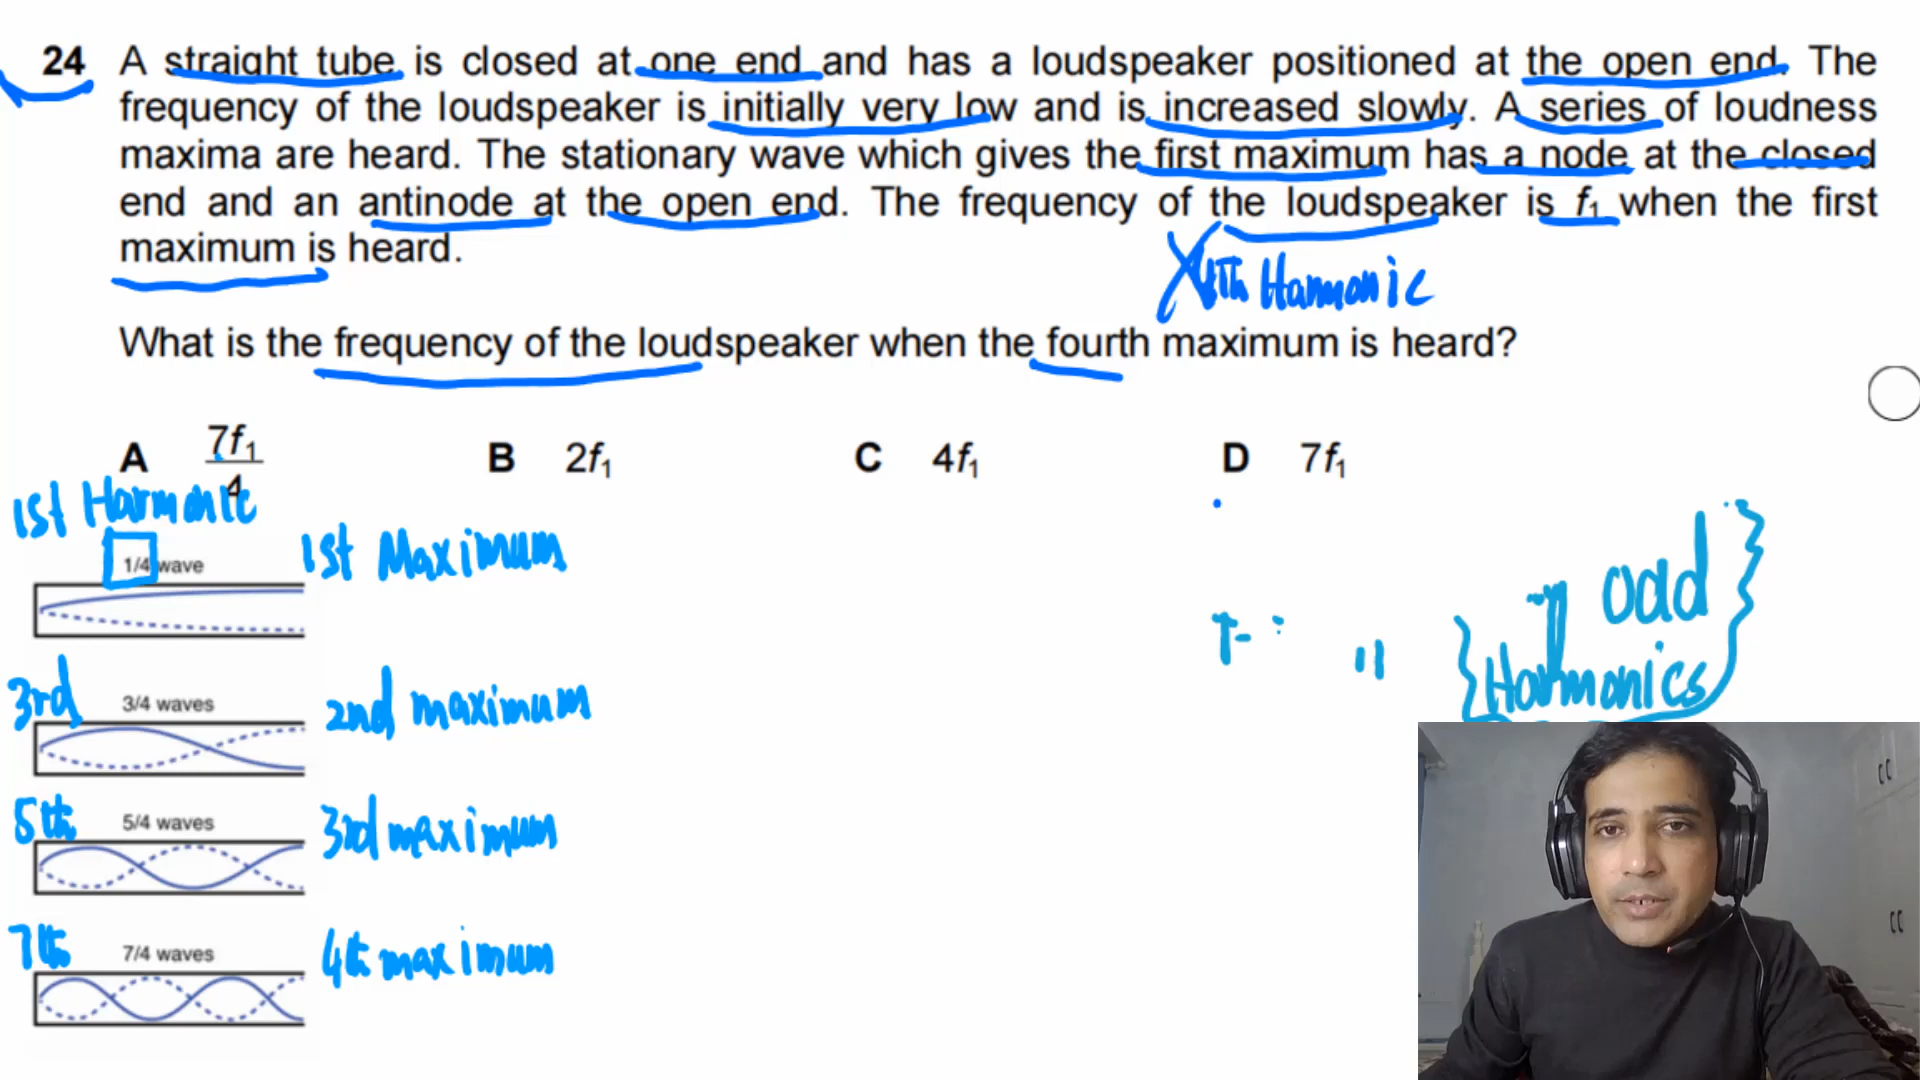 24 A straight tube is closed at one end and has a loudspeaker positioned at the open end. The
frequency of the loudspeaker is initially very low and is increased slowly. A series of loudness
maxima are heard. The stationary wave which gives the first maximum has a node at the closed
end and an antinode at the open end. The frequency of the loudspeaker is f₁ when the first
maximum is heard.
4th Harmonic
What is the frequency of the loudspeaker when the fourth maximum is heard?
A 7f₁/4 B 2f₁ C 4f₁ D 7f₁
1st Harmonic
1/4 wave 1st Maximum
odd
Harmonics
3rd 3/4 waves 2nd maximum
5th 5/4 waves 3rd maximum
7th 7/4 waves 4th maximum